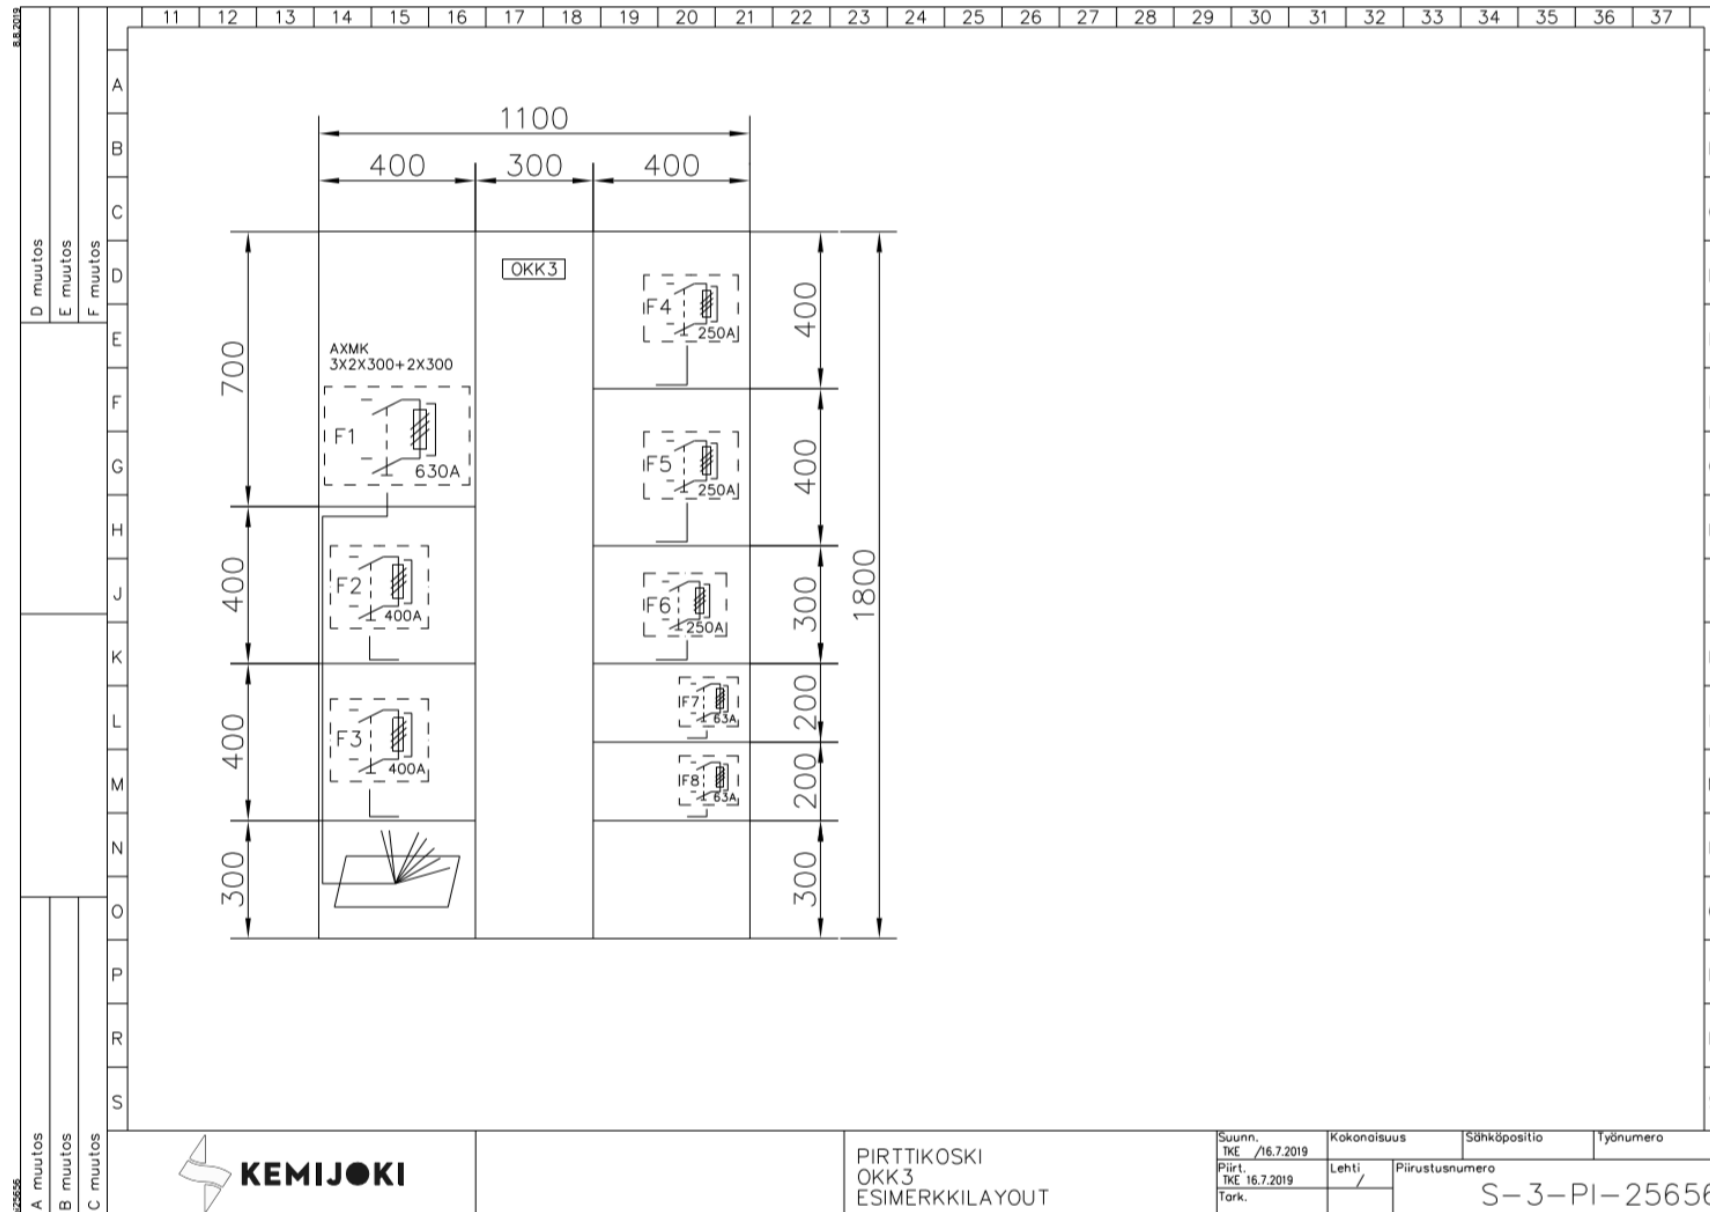 11 12 13 14 15 16 17 18 19 20 21 22 23 24 25 26 27 28 29 30 31 32 33 34 35 36 37
8.8.2019
A
B
C
D
E
F
G
H
J
K
L
M
N
O
P
R
S
D muutos
E muutos
F muutos
A muutos
B muutos
C muutos
1100
400 300 400
OKK3
700
400
400
300
AXMK
3X2X300+2X300
F1
630A
F2
400A
F3
400A
F4
250A
F5
250A
F6
250A
F7
63A
F8
63A
400
400
300
200
200
300
1800
KEMIJOKI
PIRTTIKOSKI
OKK3
ESIMERKKILAYOUT
Suunn.
TKE /16.7.2019
Kokonaisuus
Sähköpositio
Työnumero
Piirt.
TKE 16.7.2019
Lehti
/
Piirustusnumero
S-3-PI-25656
Tark.